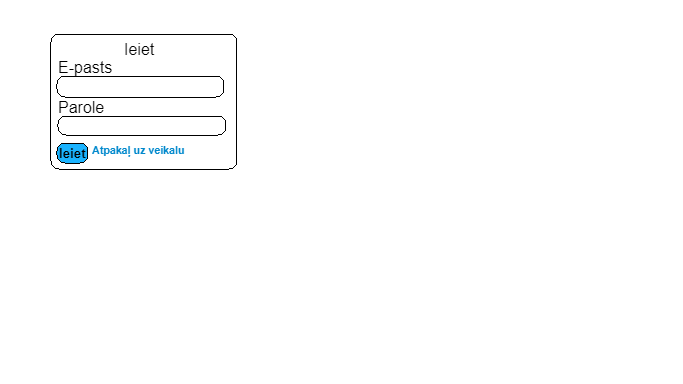 Ieiet
E-pasts
Parole
Ieiet Atpakaļ uz veikalu